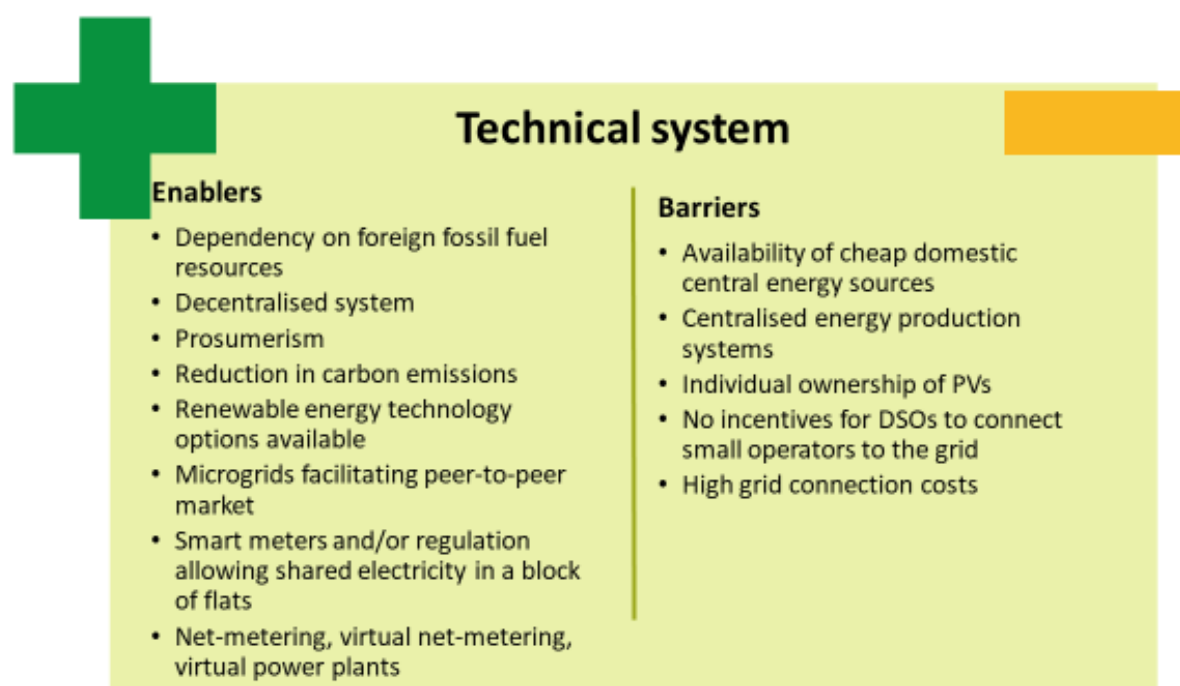 Technical system
Enablers
• Dependency on foreign fossil fuel
resources
• Decentralised system
• Prosumerism
• Reduction in carbon emissions
• Renewable energy technology
options available
• Microgrids facilitating peer-to-peer
market
• Smart meters and/or regulation
allowing shared electricity in a block
of flats
• Net-metering, virtual net-metering,
virtual power plants
Barriers
• Availability of cheap domestic
central energy sources
• Centralised energy production
systems
• Individual ownership of PVs
• No incentives for DSOs to connect
small operators to the grid
• High grid connection costs